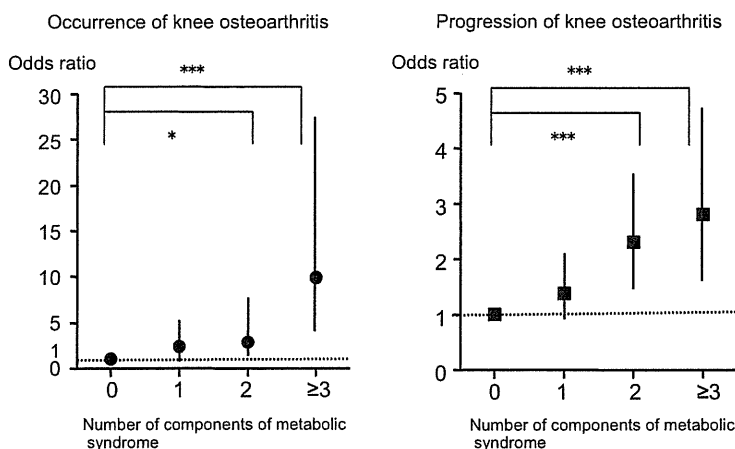 Occurrence of knee osteoarthritis
Odds ratio
***
*
30
25
20
10
5
1
0
0 1 2 ≥3
Number of components of metabolic
syndrome
Progression of knee osteoarthritis
Odds ratio
***
***
5
4
3
2
1
0
0 1 2 ≥3
Number of components of metabolic
syndrome